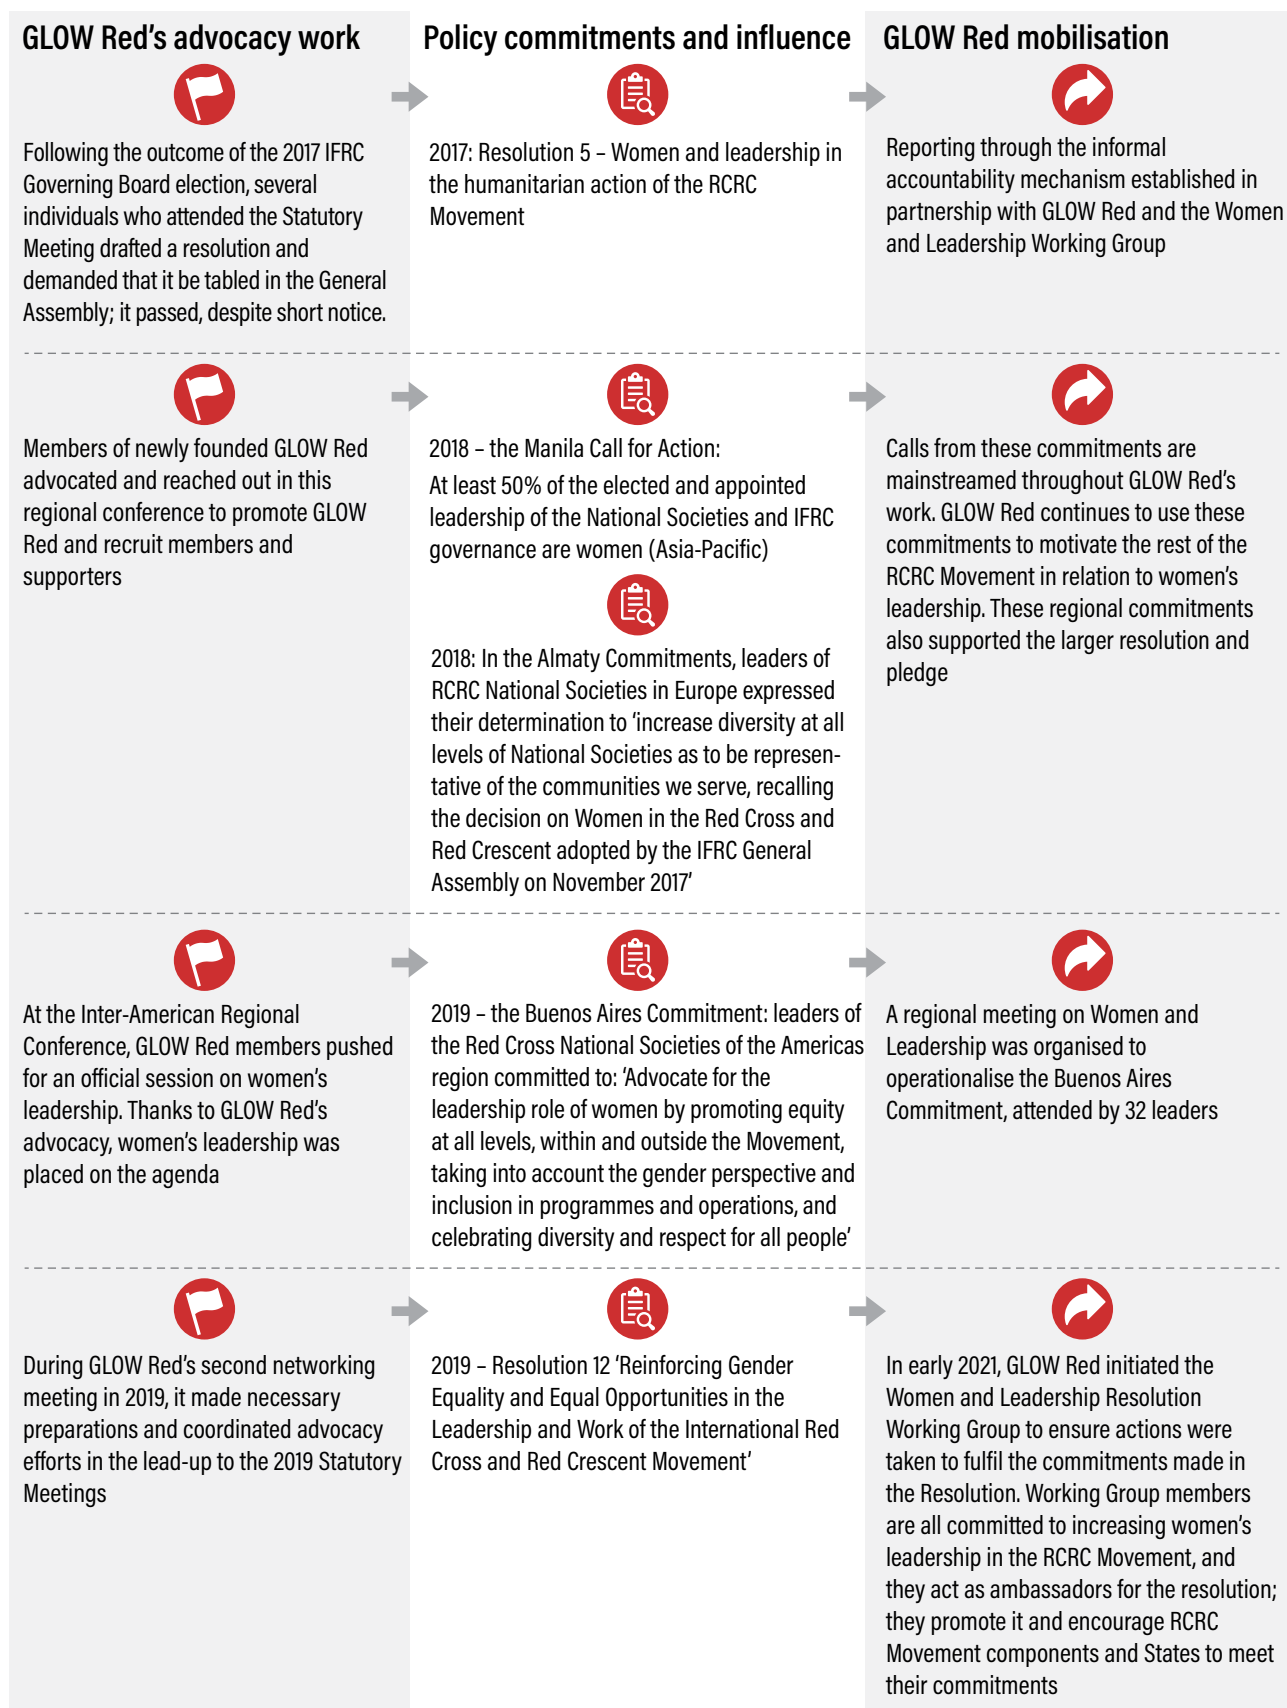 GLOW Red's advocacy work
Policy commitments and influence
GLOW Red mobilisation
Following the outcome of the 2017 IFRC
Governing Board election, several
individuals who attended the Statutory
Meeting drafted a resolution and
demanded that it be tabled in the General
Assembly; it passed, despite short notice.
2017: Resolution 5 – Women and leadership in
the humanitarian action of the RCRC
Movement
Reporting through the informal
accountability mechanism established in
partnership with GLOW Red and the Women
and Leadership Working Group
Members of newly founded GLOW Red
advocated and reached out in this
regional conference to promote GLOW
Red and recruit members and
supporters
2018 – the Manila Call for Action:
At least 50% of the elected and appointed
leadership of the National Societies and IFRC
governance are women (Asia-Pacific)
2018: In the Almaty Commitments, leaders of
RCRC National Societies in Europe expressed
their determination to 'increase diversity at all
levels of National Societies as to be represen-
tative of the communities we serve, recalling
the decision on Women in the Red Cross and
Red Crescent adopted by the IFRC General
Assembly on November 2017'
Calls from these commitments are
mainstreamed throughout GLOW Red's
work. GLOW Red continues to use these
commitments to motivate the rest of the
RCRC Movement in relation to women's
leadership. These regional commitments
also supported the larger resolution and
pledge
At the Inter-American Regional
Conference, GLOW Red members pushed
for an official session on women's
leadership. Thanks to GLOW Red's
advocacy, women's leadership was
placed on the agenda
2019 – the Buenos Aires Commitment: leaders of
the Red Cross National Societies of the Americas
region committed to: 'Advocate for the
leadership role of women by promoting equity
at all levels, within and outside the Movement,
taking into account the gender perspective and
inclusion in programmes and operations, and
celebrating diversity and respect for all people'
A regional meeting on Women and
Leadership was organised to
operationalise the Buenos Aires
Commitment, attended by 32 leaders
During GLOW Red's second networking
meeting in 2019, it made necessary
preparations and coordinated advocacy
efforts in the lead-up to the 2019 Statutory
Meetings
2019 – Resolution 12 'Reinforcing Gender
Equality and Equal Opportunities in the
Leadership and Work of the International Red
Cross and Red Crescent Movement'
In early 2021, GLOW Red initiated the
Women and Leadership Resolution
Working Group to ensure actions were
taken to fulfil the commitments made in
the Resolution. Working Group members
are all committed to increasing women's
leadership in the RCRC Movement, and
they act as ambassadors for the resolution;
they promote it and encourage RCRC
Movement components and States to meet
their commitments